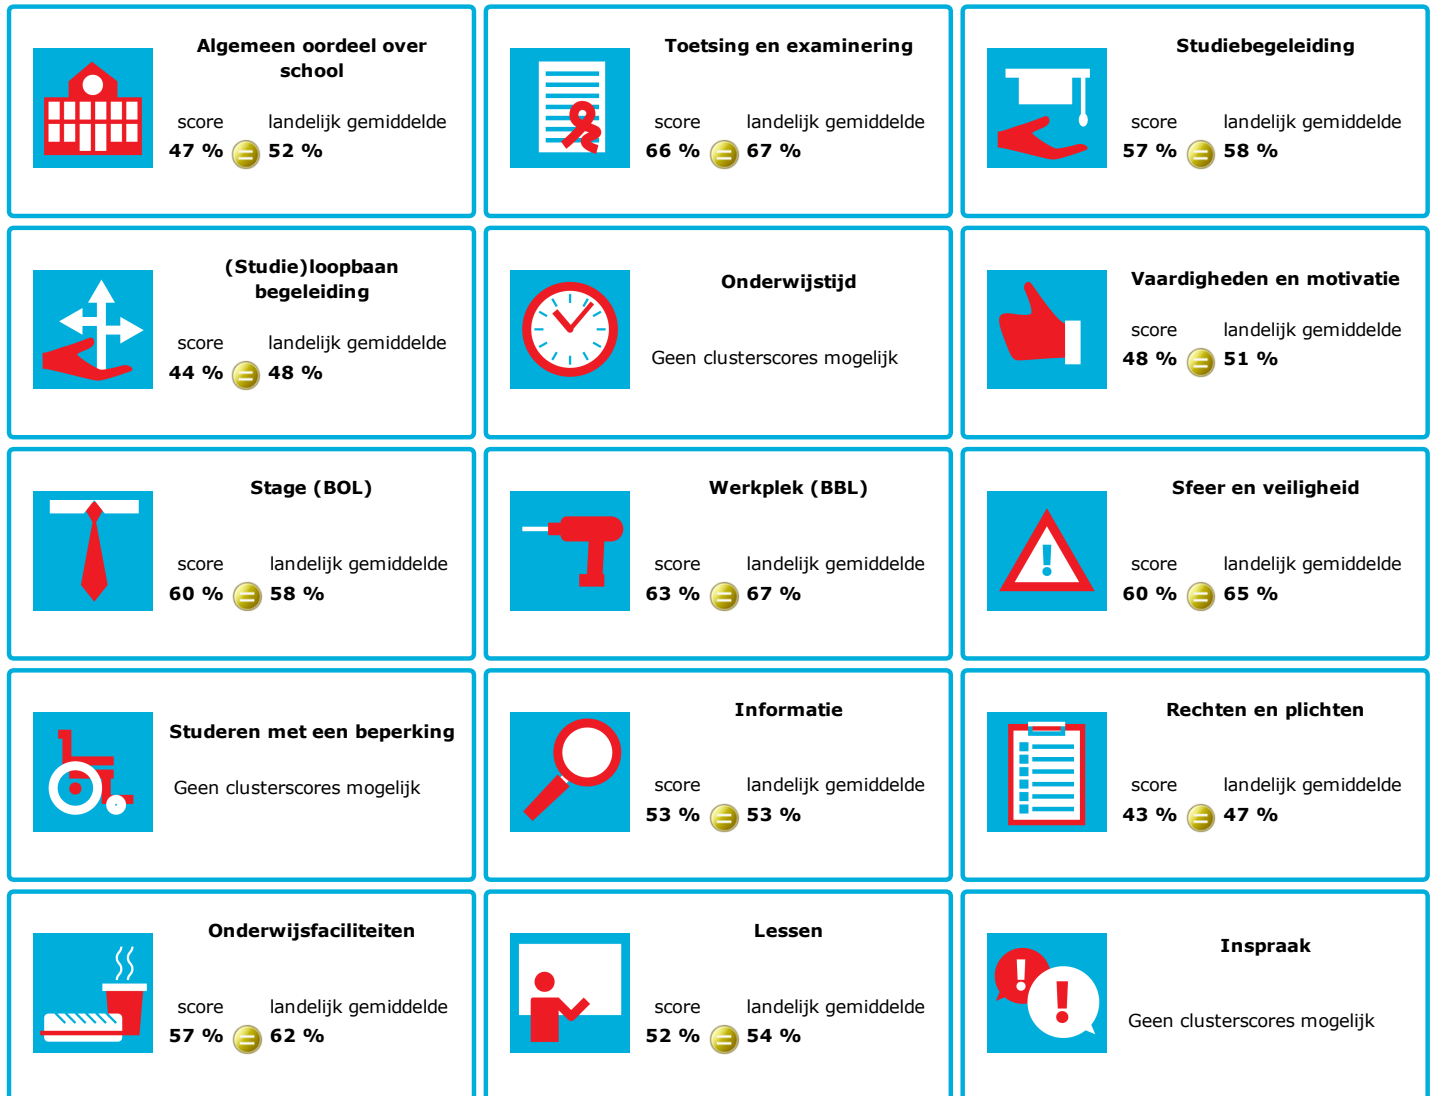 Algemeen oordeel over
school
score landelijk gemiddelde
47 % = 52 %
Toetsing en examinering
score landelijk gemiddelde
66 % = 67 %
Studiebegeleiding
score landelijk gemiddelde
57 % = 58 %
(Studie)loopbaan
begeleiding
score landelijk gemiddelde
44 % = 48 %
Onderwijstijd
Geen clusterscores mogelijk
Vaardigheden en motivatie
score landelijk gemiddelde
48 % = 51 %
Stage (BOL)
score landelijk gemiddelde
60 % = 58 %
Werkplek (BBL)
score landelijk gemiddelde
63 % = 67 %
Sfeer en veiligheid
score landelijk gemiddelde
60 % = 65 %
Studeren met een beperking
Geen clusterscores mogelijk
Informatie
score landelijk gemiddelde
53 % = 53 %
Rechten en plichten
score landelijk gemiddelde
43 % = 47 %
Onderwijsfaciliteiten
score landelijk gemiddelde
57 % = 62 %
Lessen
score landelijk gemiddelde
52 % = 54 %
Inspraak
Geen clusterscores mogelijk